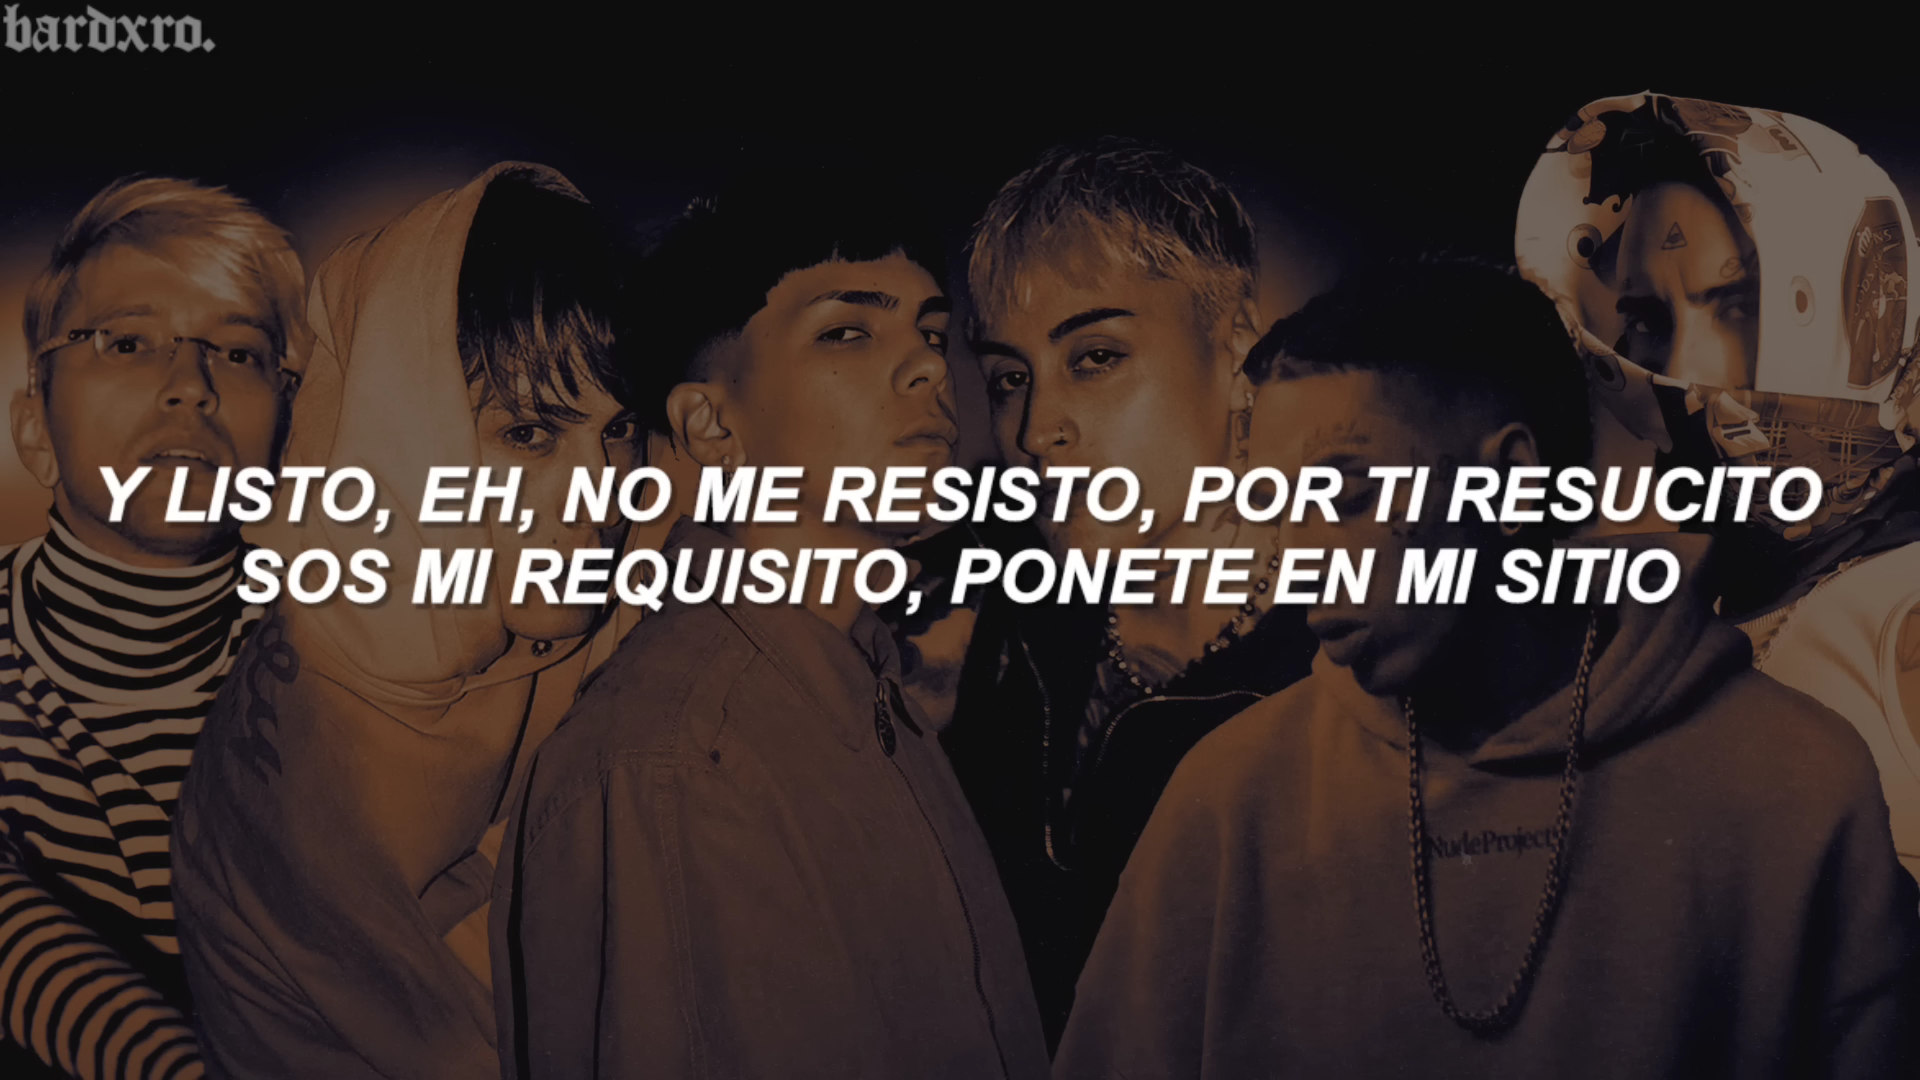 bardxro.
Y LISTO, EH, NO ME RESISTO, POR TI RESUCITO
SOS MI REQUISITO, PONETE EN MI SITIO
NudeProject